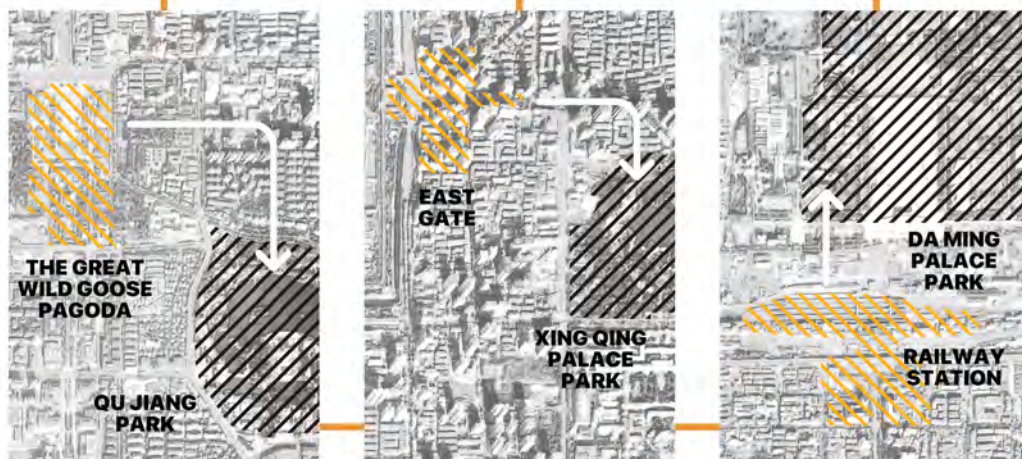 THE GREAT
WILD GOOSE
PAGODA
QU JIANG
PARK
EAST
GATE
XING QING
PALACE
PARK
DA MING
PALACE
PARK
RAILWAY
STATION